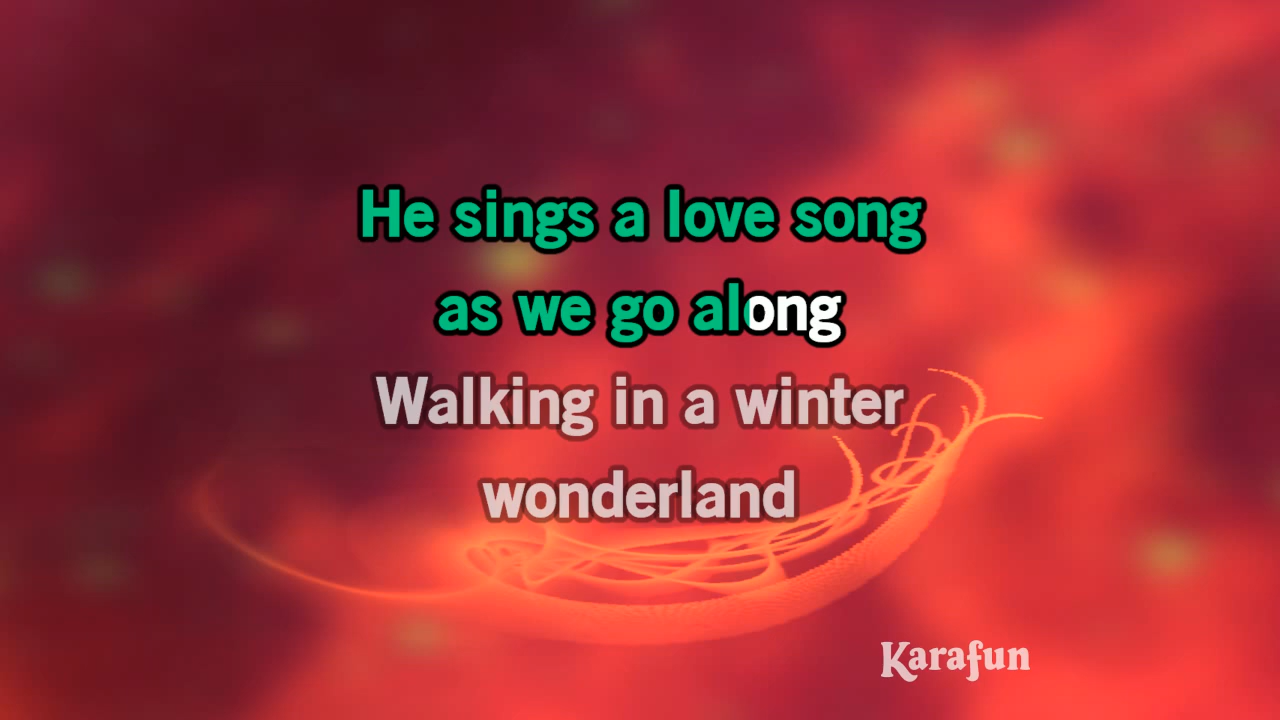 He sings a love song
as we go along
Walking in a winter
wonderland
Karafun